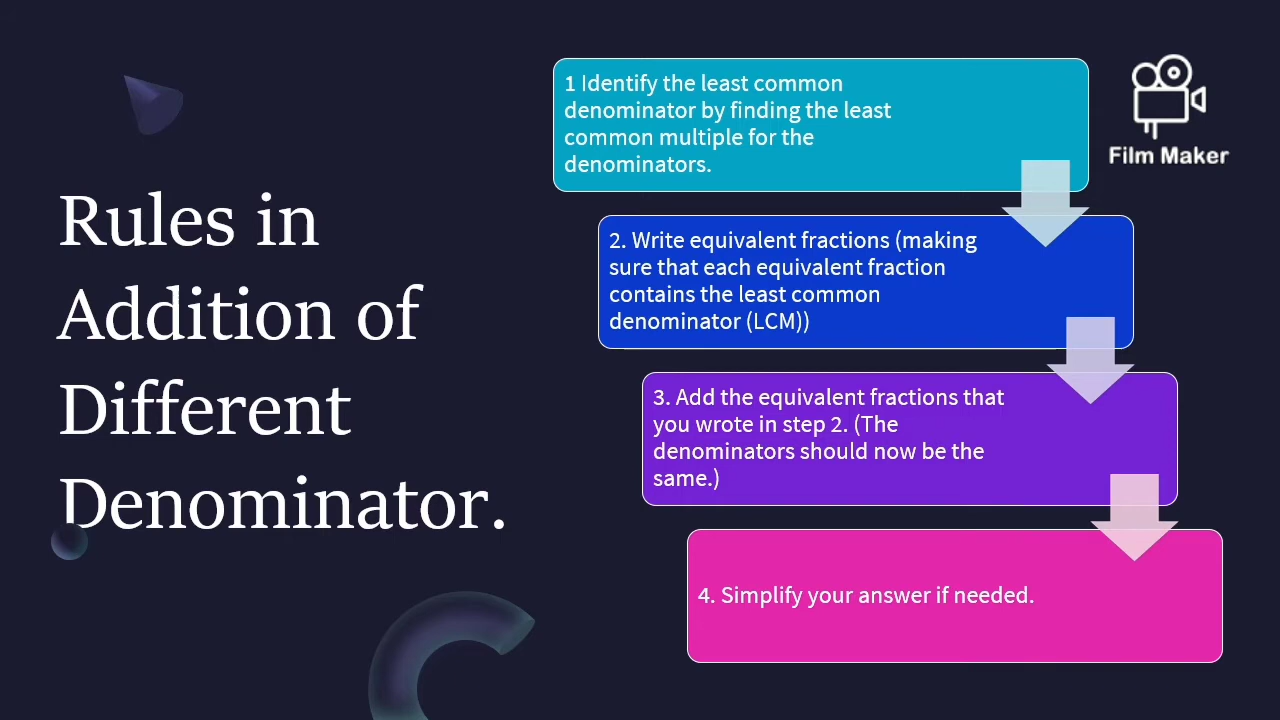 Rules in
Addition of
Different
Denominator.
1 Identify the least common
denominator by finding the least
common multiple for the
denominators.
2. Write equivalent fractions (making
sure that each equivalent fraction
contains the least common
denominator (LCM))
3. Add the equivalent fractions that
you wrote in step 2. (The
denominators should now be the
same.)
4. Simplify your answer if needed.
Film Maker